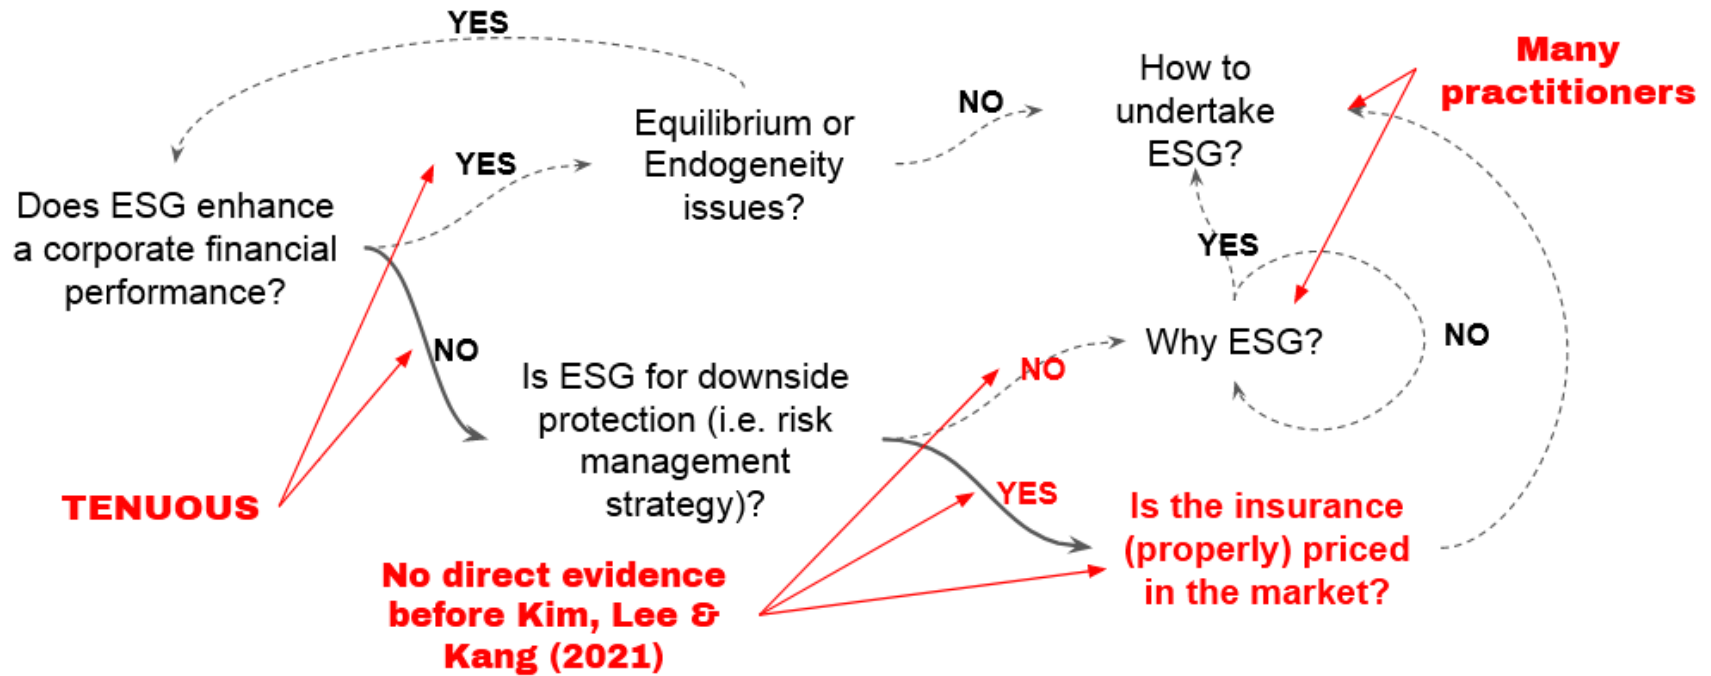 YES
Many
practitioners
How to
undertake
ESG?
NO
Equilibrium or
Endogeneity
issues?
YES
Does ESG enhance
a corporate financial
performance?
YES
NO
Why ESG?
NO
Is ESG for downside
protection (i.e. risk
management
strategy)?
NO
YES
TENUOUS
Is the insurance
(properly) priced
in the market?
No direct evidence
before Kim, Lee &
Kang (2021)